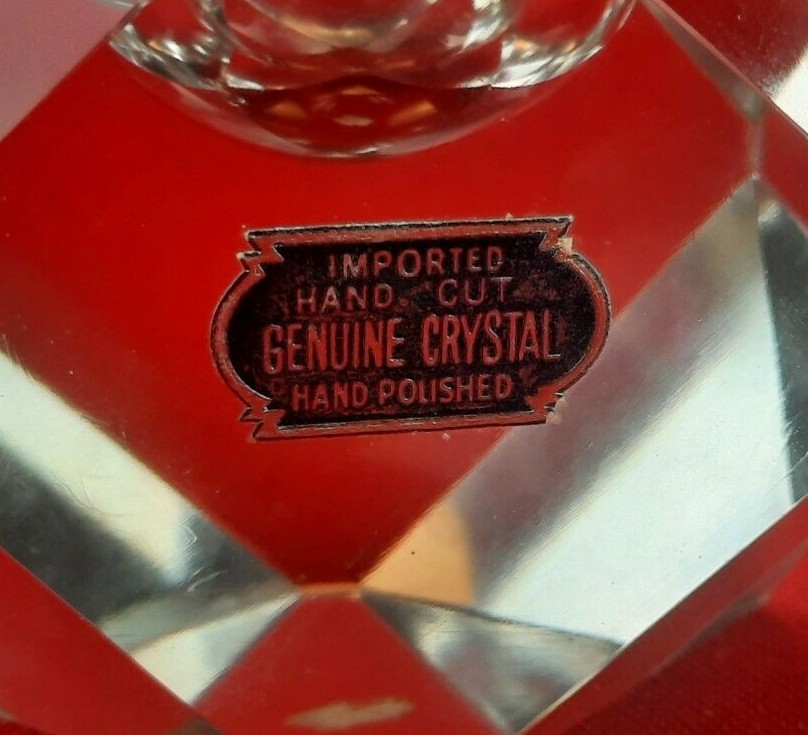 IMPORTED
HAND CUT
GENUINE CRYSTAL
HAND POLISHED